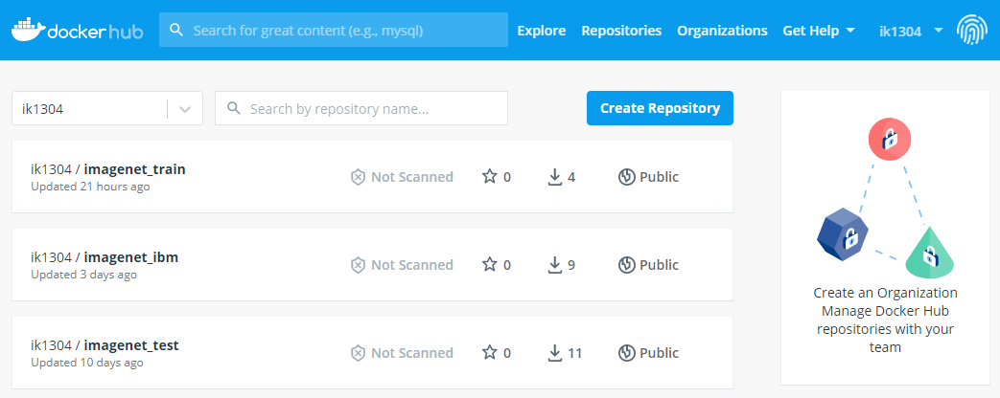 docker hub
Search for great content (e.g., mysql)
Explore
Repositories
Organizations
Get Help
ik1304
ik1304
Search by repository name...
Create Repository
ik1304 / imagenet_train
Updated 21 hours ago
Not Scanned
0
4
Public
ik1304 / imagenet_ibm
Updated 3 days ago
Not Scanned
0
9
Public
ik1304 / imagenet_test
Updated 10 days ago
Not Scanned
0
11
Public
Create an Organization
Manage Docker Hub
repositories with your
team